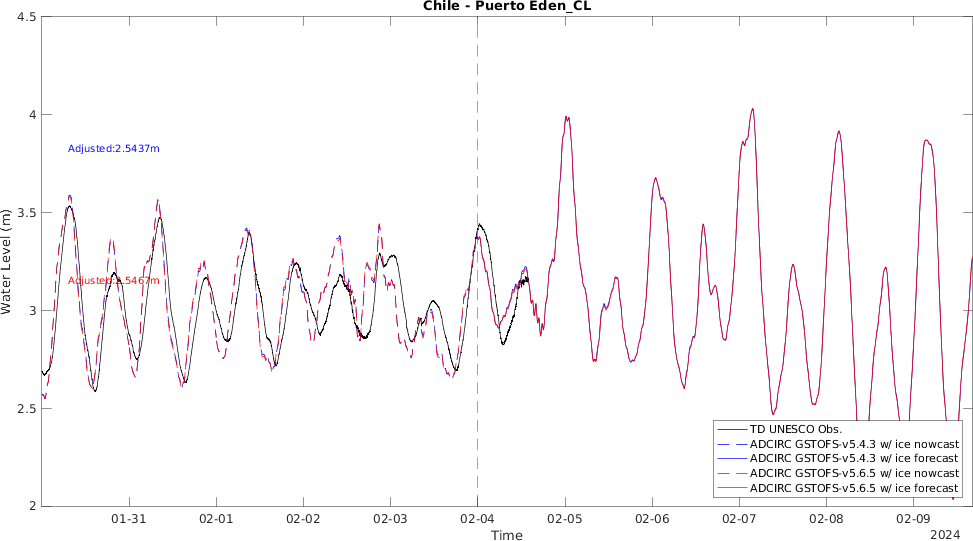 Chile - Puerto Eden_CL
4.5
4
3.5
3
2.5
2
Water Level (m)
Adjusted:2.5437m
Adjusted:2.5467m
TD UNESCO Obs.
ADCIRC GSTOFS-v5.4.3 w/ ice nowcast
ADCIRC GSTOFS-v5.4.3 w/ ice forecast
ADCIRC GSTOFS-v5.6.5 w/ ice nowcast
ADCIRC GSTOFS-v5.6.5 w/ ice forecast
01-31 02-01 02-02 02-03 02-04 02-05 02-06 02-07 02-08 02-09
2024
Time